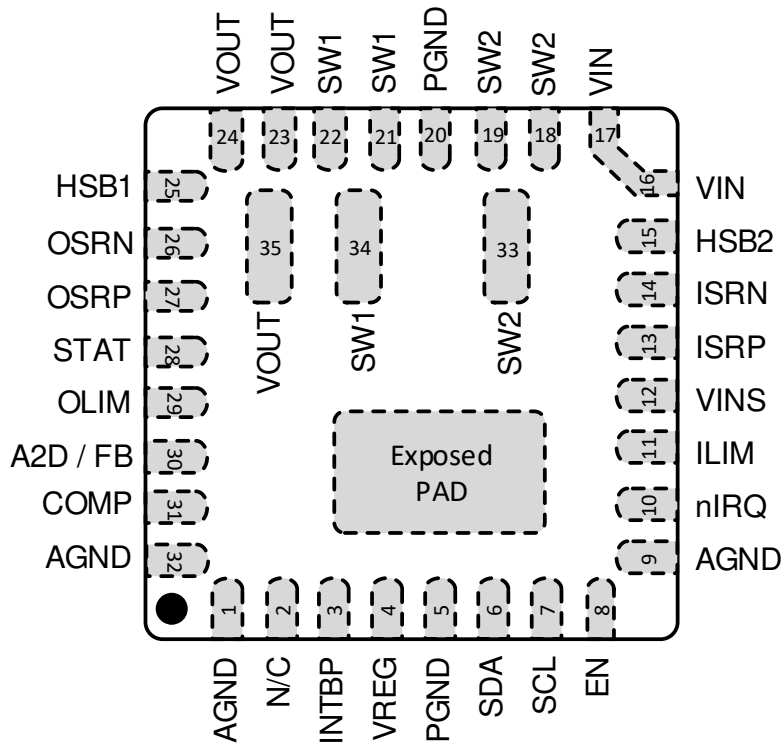 VOUT
VOUT
SW1
SW1
PGND
SW2
SW2
VIN
24
23
22
21
20
19
18
17
HSB1
25
16
VIN
OSRN
26
15
HSB2
OSRP
27
14
ISRN
STAT
28
13
ISRP
OLIM
29
12
VINS
A2D / FB
30
11
ILIM
COMP
31
10
nIRQ
AGND
32
9
AGND
35
34
33
VOUT
SW1
SW2
Exposed
PAD
1
2
3
4
5
6
7
8
AGND
N/C
INTBP
VREG
PGND
SDA
SCL
EN